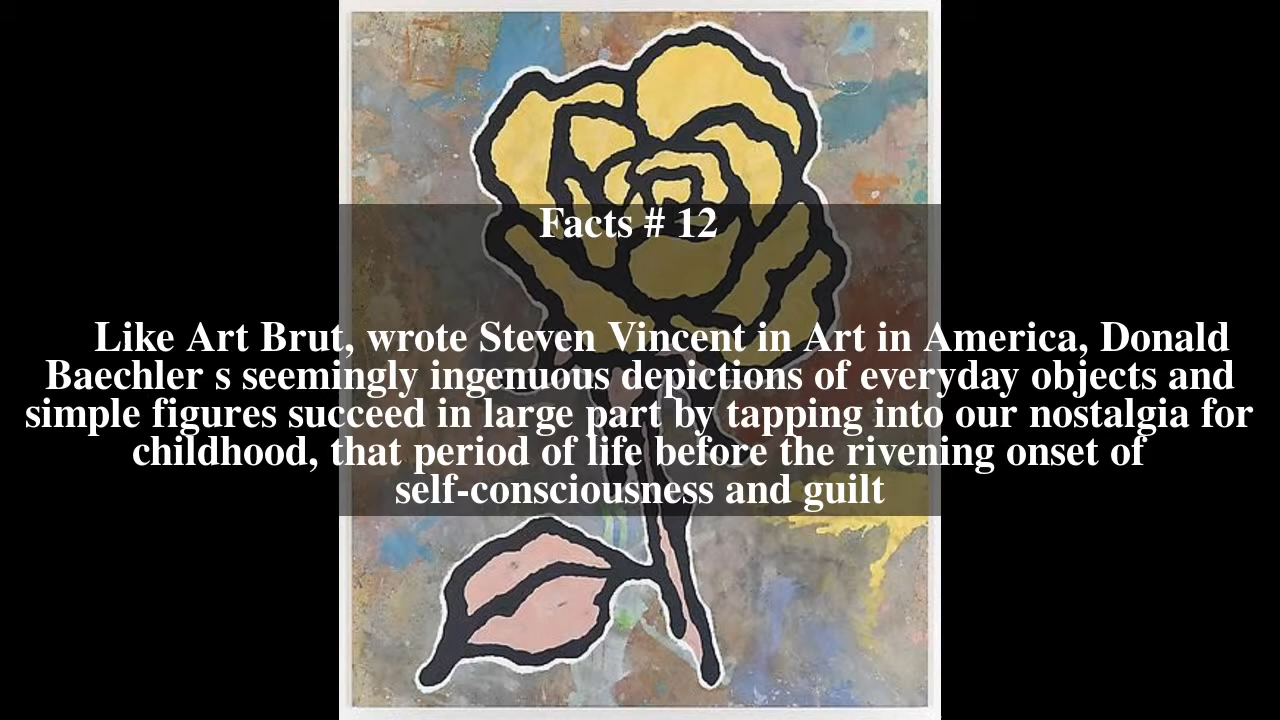 Facts # 12
Like Art Brut, wrote Steven Vincent in Art in America, Donald
Baechler s seemingly ingenuous depictions of everyday objects and
simple figures succeed in large part by tapping into our nostalgia for
childhood, that period of life before the rivening onset of
self-consciousness and guilt